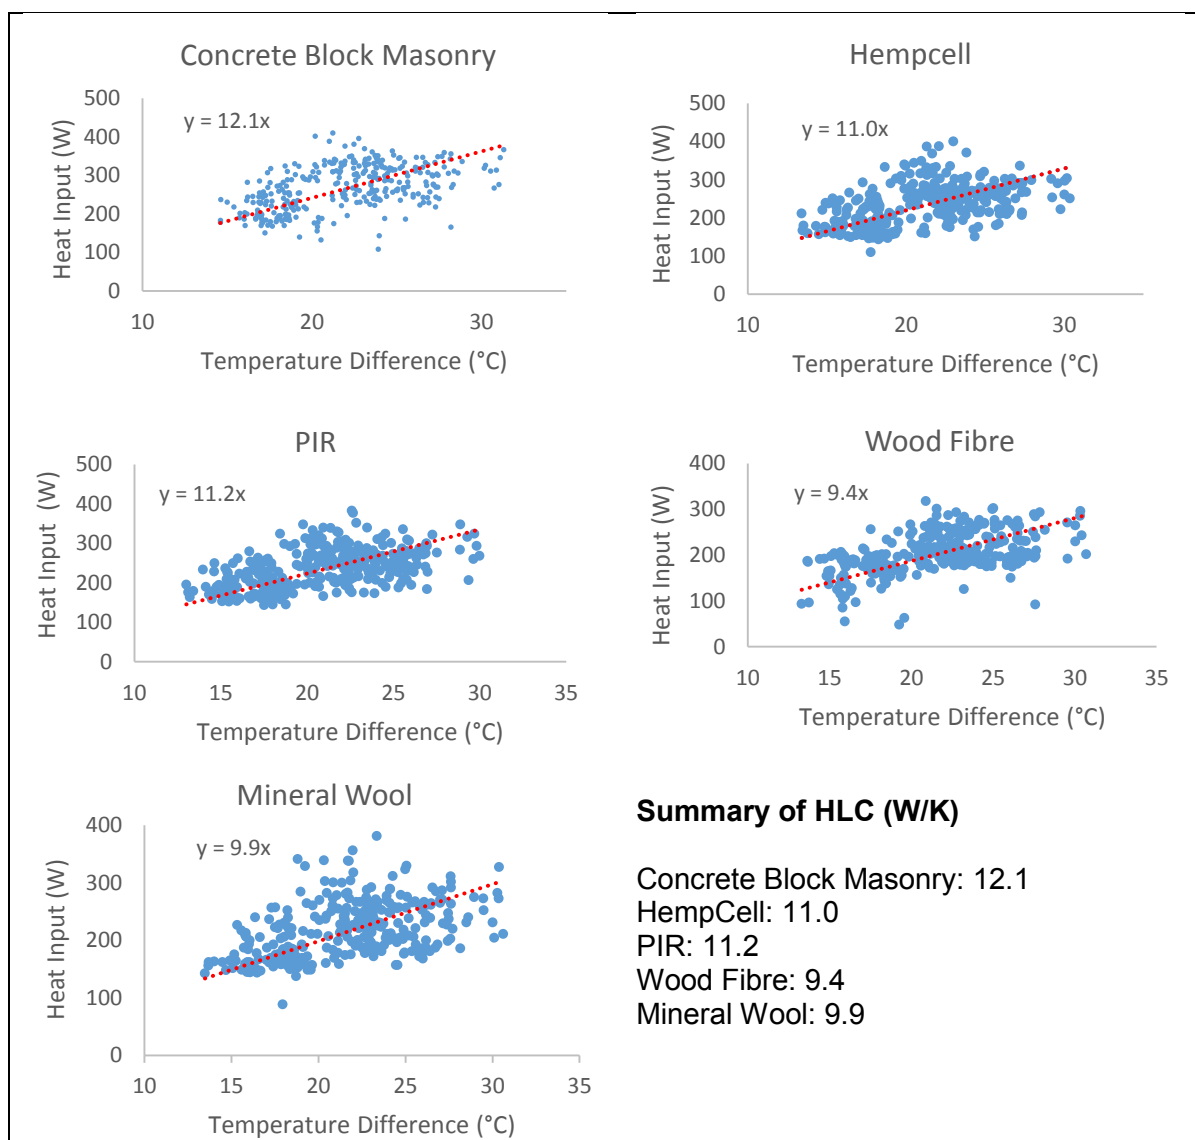 Concrete Block Masonry
500
400
300
200
100
0
y = 12.1x
Heat Input (W)
10 20 30
Temperature Difference (°C)
Hempcell
500
400
300
200
100
0
y = 11.0x
Heat Input (W)
10 20 30
Temperature Difference (°C)
PIR
500
400
300
200
100
0
y = 11.2x
Heat Input (W)
10 15 20 25 30 35
Temperature Difference (°C)
Wood Fibre
400
300
200
100
0
y = 9.4x
Heat Input (W)
10 15 20 25 30 35
Temperature Difference (°C)
Mineral Wool
400
300
200
100
0
y = 9.9x
Heat Input (W)
10 15 20 25 30 35
Temperature Difference (°C)
Summary of HLC (W/K)
Concrete Block Masonry: 12.1
HempCell: 11.0
PIR: 11.2
Wood Fibre: 9.4
Mineral Wool: 9.9